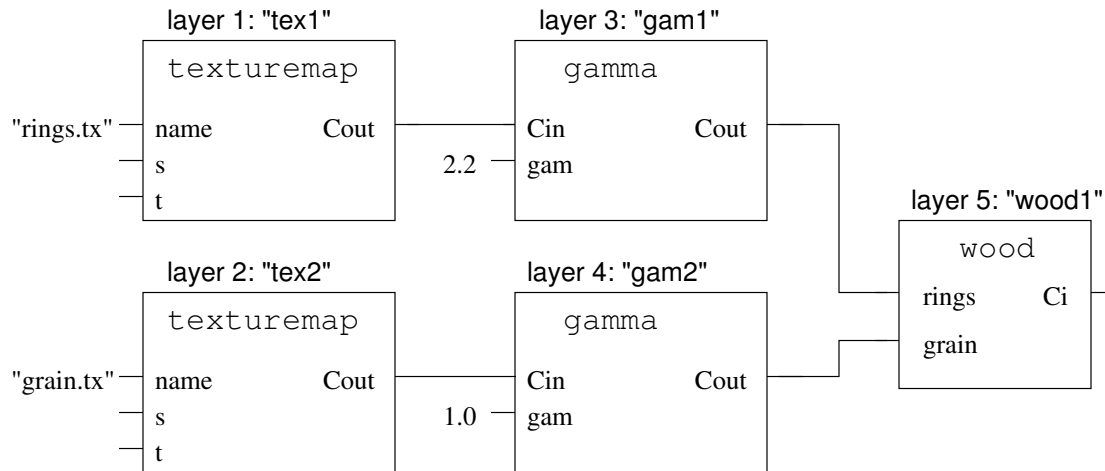 layer 1: "tex1"
texturemap
"rings.tx"
name
Cout
s
t
layer 3: "gam1"
gamma
Cin
Cout
2.2
gam
layer 2: "tex2"
texturemap
"grain.tx"
name
Cout
s
t
layer 4: "gam2"
gamma
Cin
Cout
1.0
gam
layer 5: "wood1"
wood
rings
Ci
grain